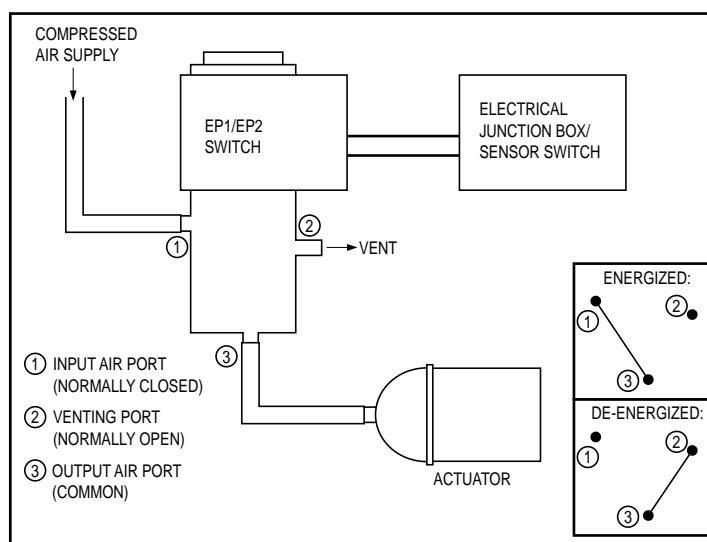 COMPRESSED
AIR SUPPLY
EP1/EP2
SWITCH
ELECTRICAL
JUNCTION BOX/
SENSOR SWITCH
1
2
VENT
3
1 INPUT AIR PORT
(NORMALLY CLOSED)
2 VENTING PORT
(NORMALLY OPEN)
3 OUTPUT AIR PORT
(COMMON)
ACTUATOR
ENERGIZED:
1
2
3
DE-ENERGIZED:
1
2
3